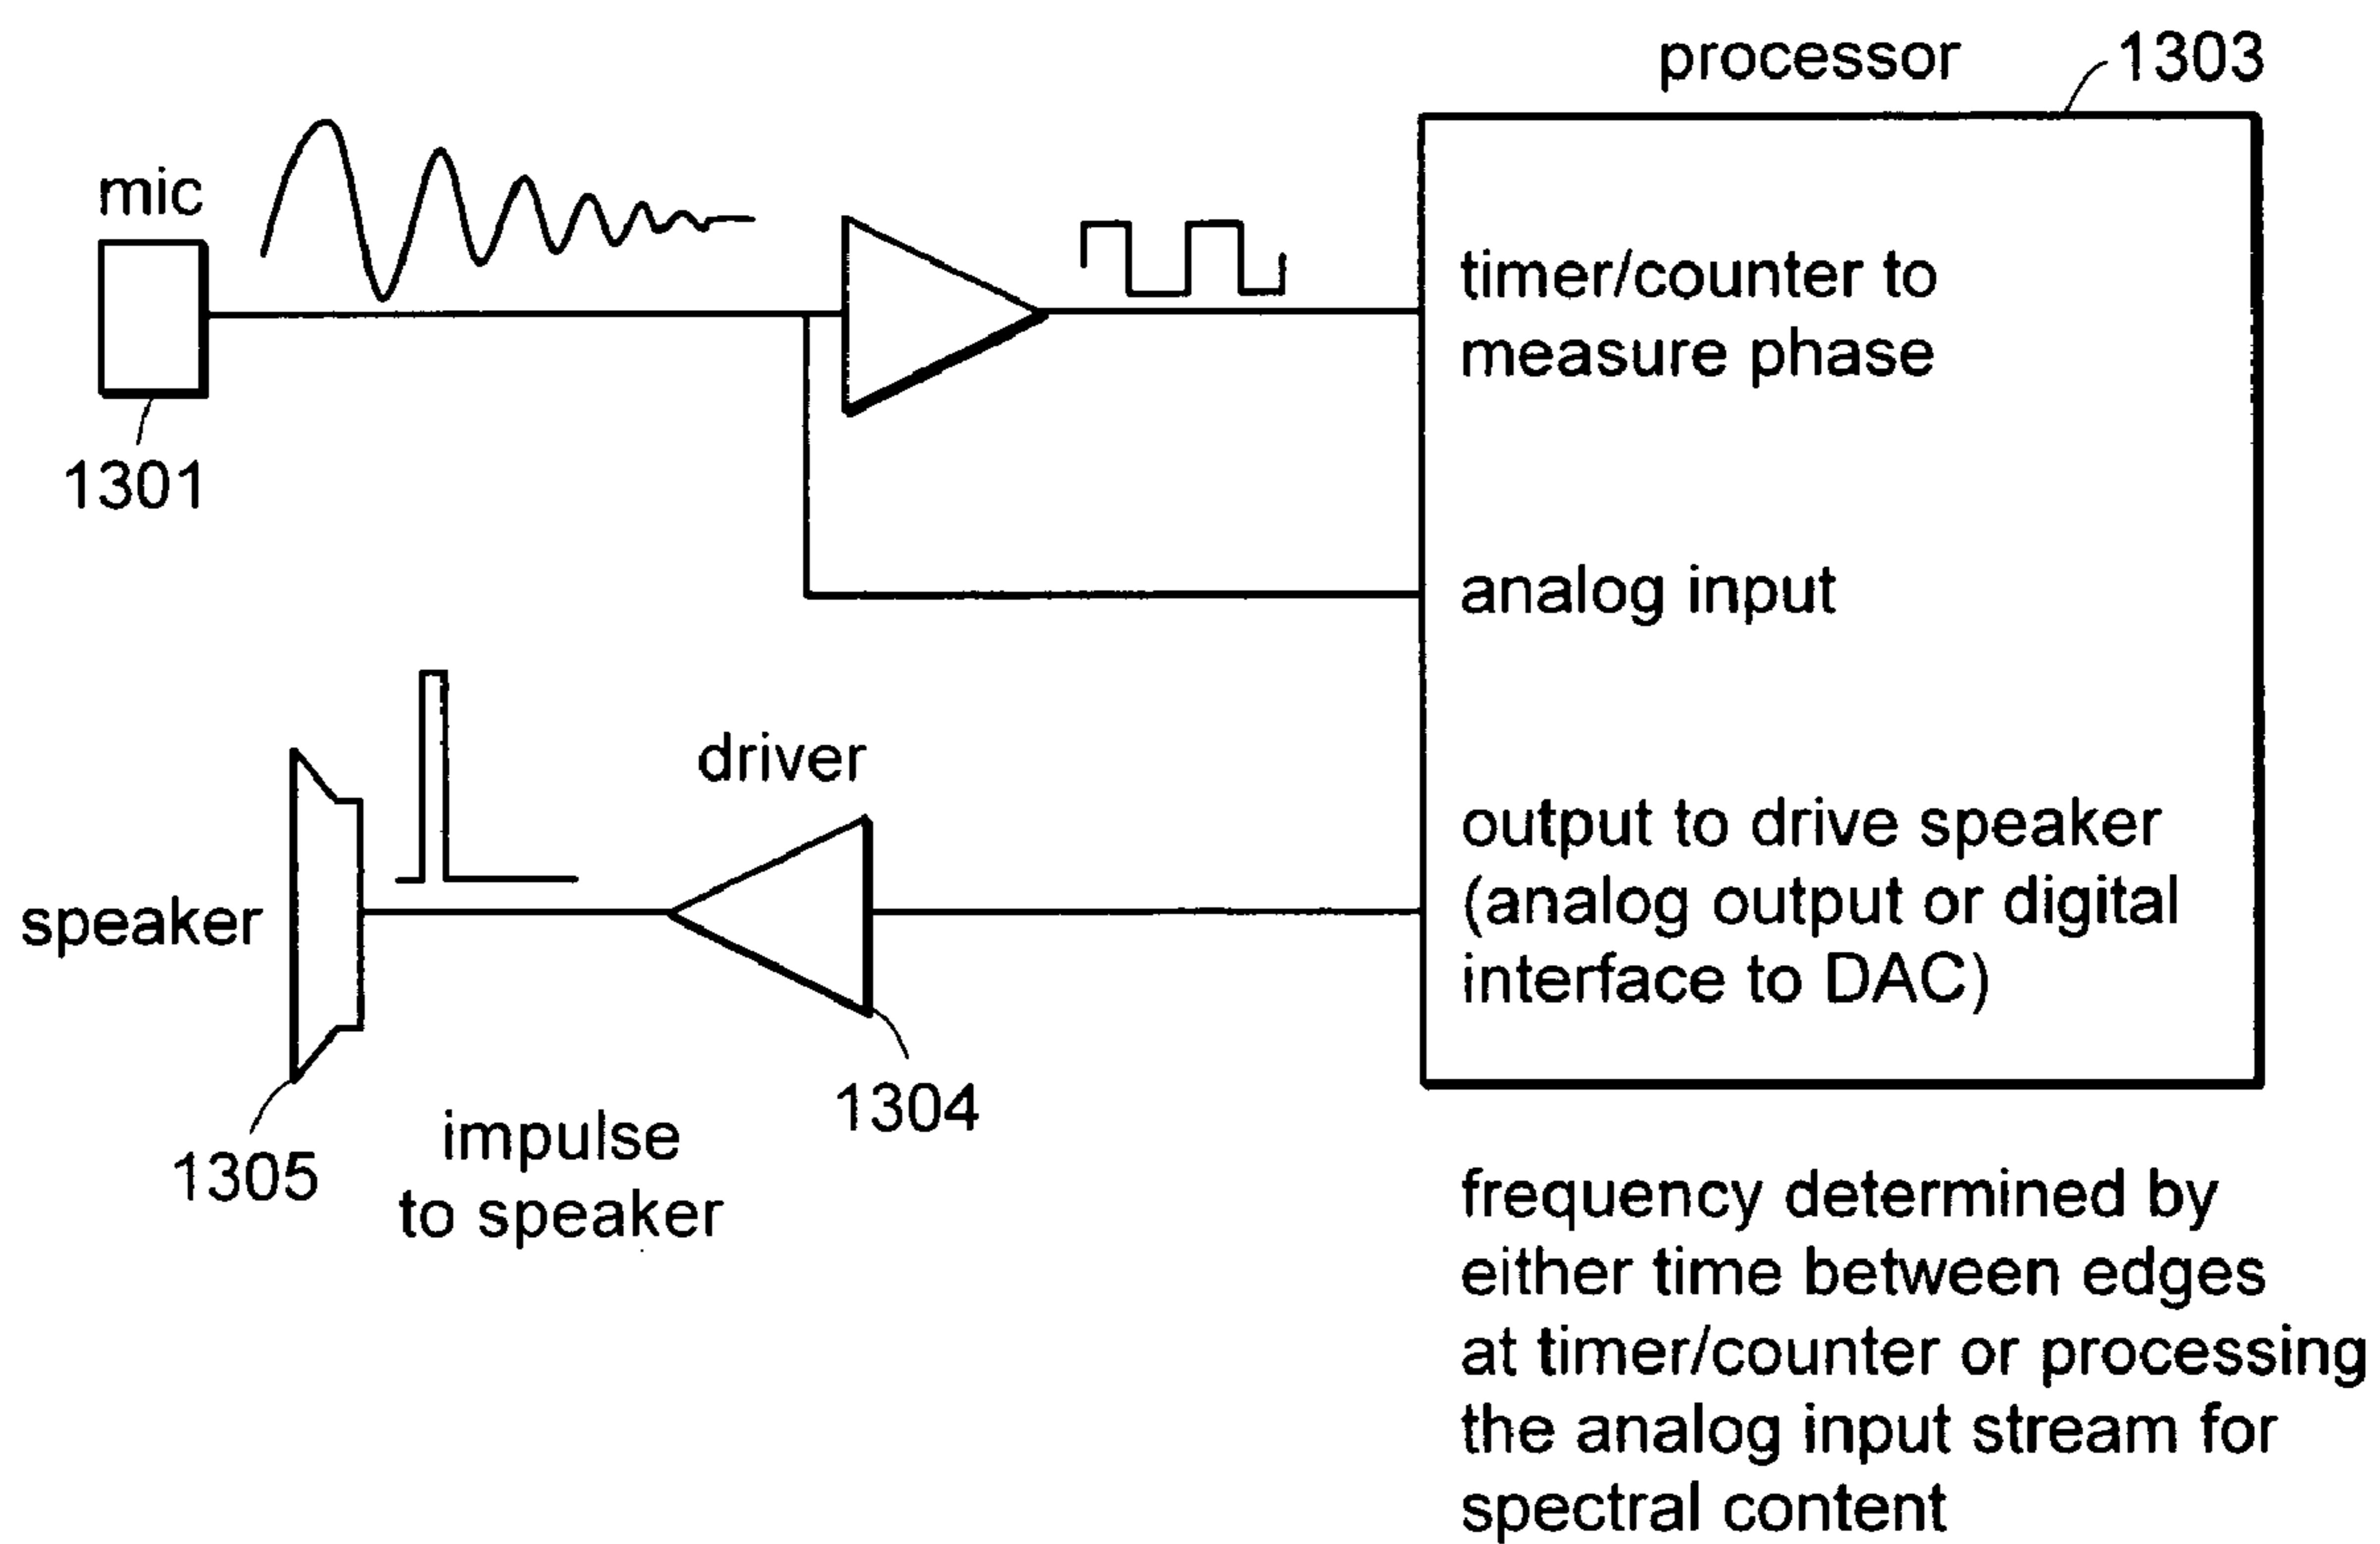 processor
1303
mic
1301
timer/counter to
measure phase
analog input
driver
1304
speaker
1305
impulse
to speaker
output to drive speaker
(analog output or digital
interface to DAC)
frequency determined by
either time between edges
at timer/counter or processing
the analog input stream for
spectral content